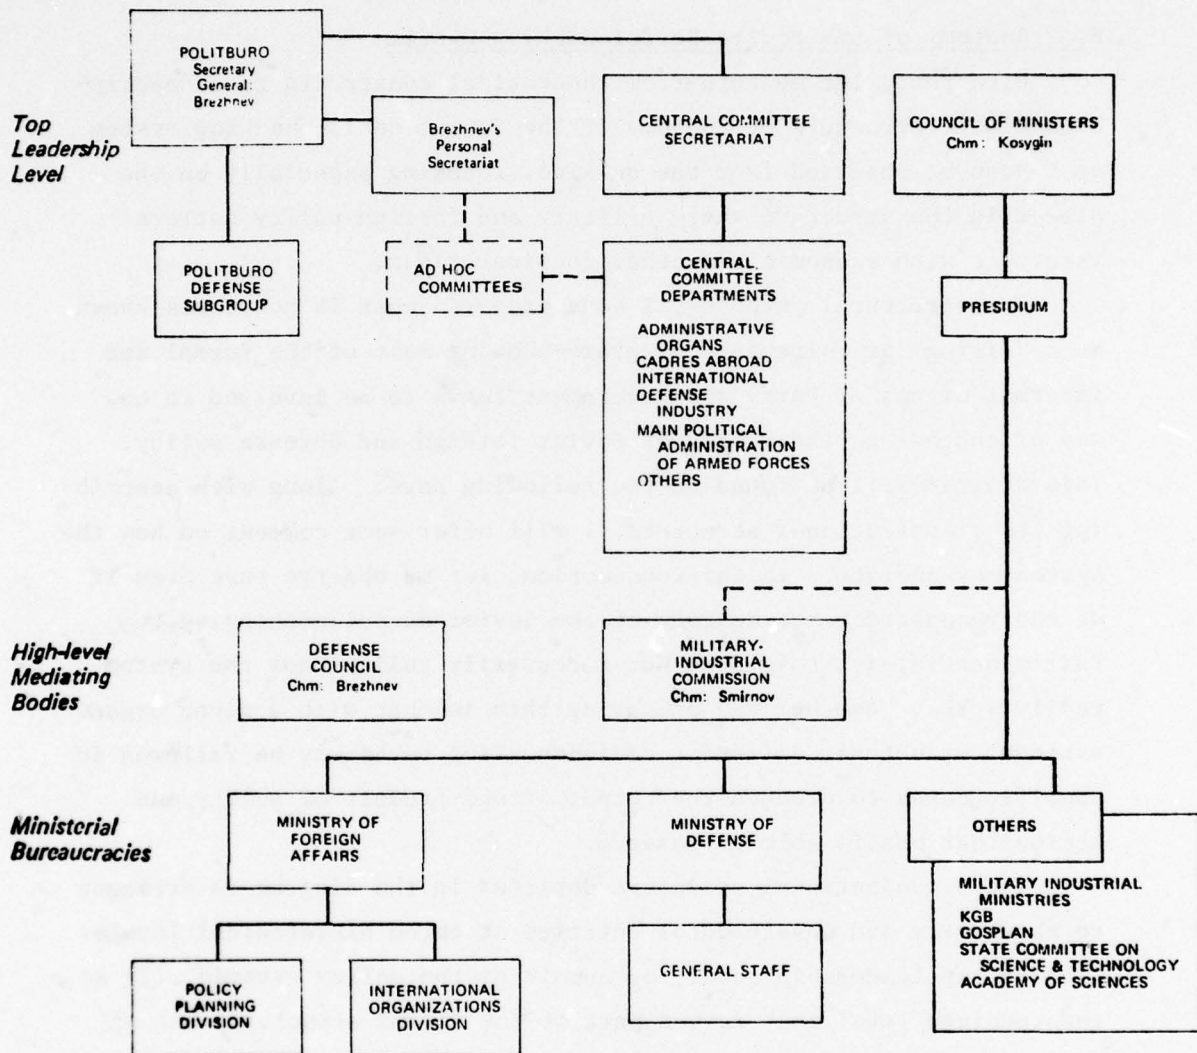 POLITBURO
Secretary
General:
Brezhnev
Top
Leadership
Level
Brezhnev's
Personal
Secretariat
CENTRAL COMMITTEE
SECRETARIAT
COUNCIL OF MINISTERS
Chm: Kosygin
POLITBURO
DEFENSE
SUBGROUP
AD HOC
COMMITTEES
CENTRAL
COMMITTEE
DEPARTMENTS
ADMINISTRATIVE
ORGANS
CADRES ABROAD
INTERNATIONAL
DEFENSE
INDUSTRY
MAIN POLITICAL
ADMINISTRATION
OF ARMED FORCES
OTHERS
PRESIDIUM
High-level
Mediating
Bodies
DEFENSE
COUNCIL
Chm: Brezhnev
MILITARY-
INDUSTRIAL
COMMISSION
Chm: Smirnov
Ministerial
Bureaucracies
MINISTRY OF
FOREIGN
AFFAIRS
MINISTRY OF
DEFENSE
OTHERS
MILITARY INDUSTRIAL
MINISTRIES
KGB
GOSPLAN
STATE COMMITTEE ON
SCIENCE & TECHNOLOGY
ACADEMY OF SCIENCES
GENERAL STAFF
POLICY
PLANNING
DIVISION
INTERNATIONAL
ORGANIZATIONS
DIVISION